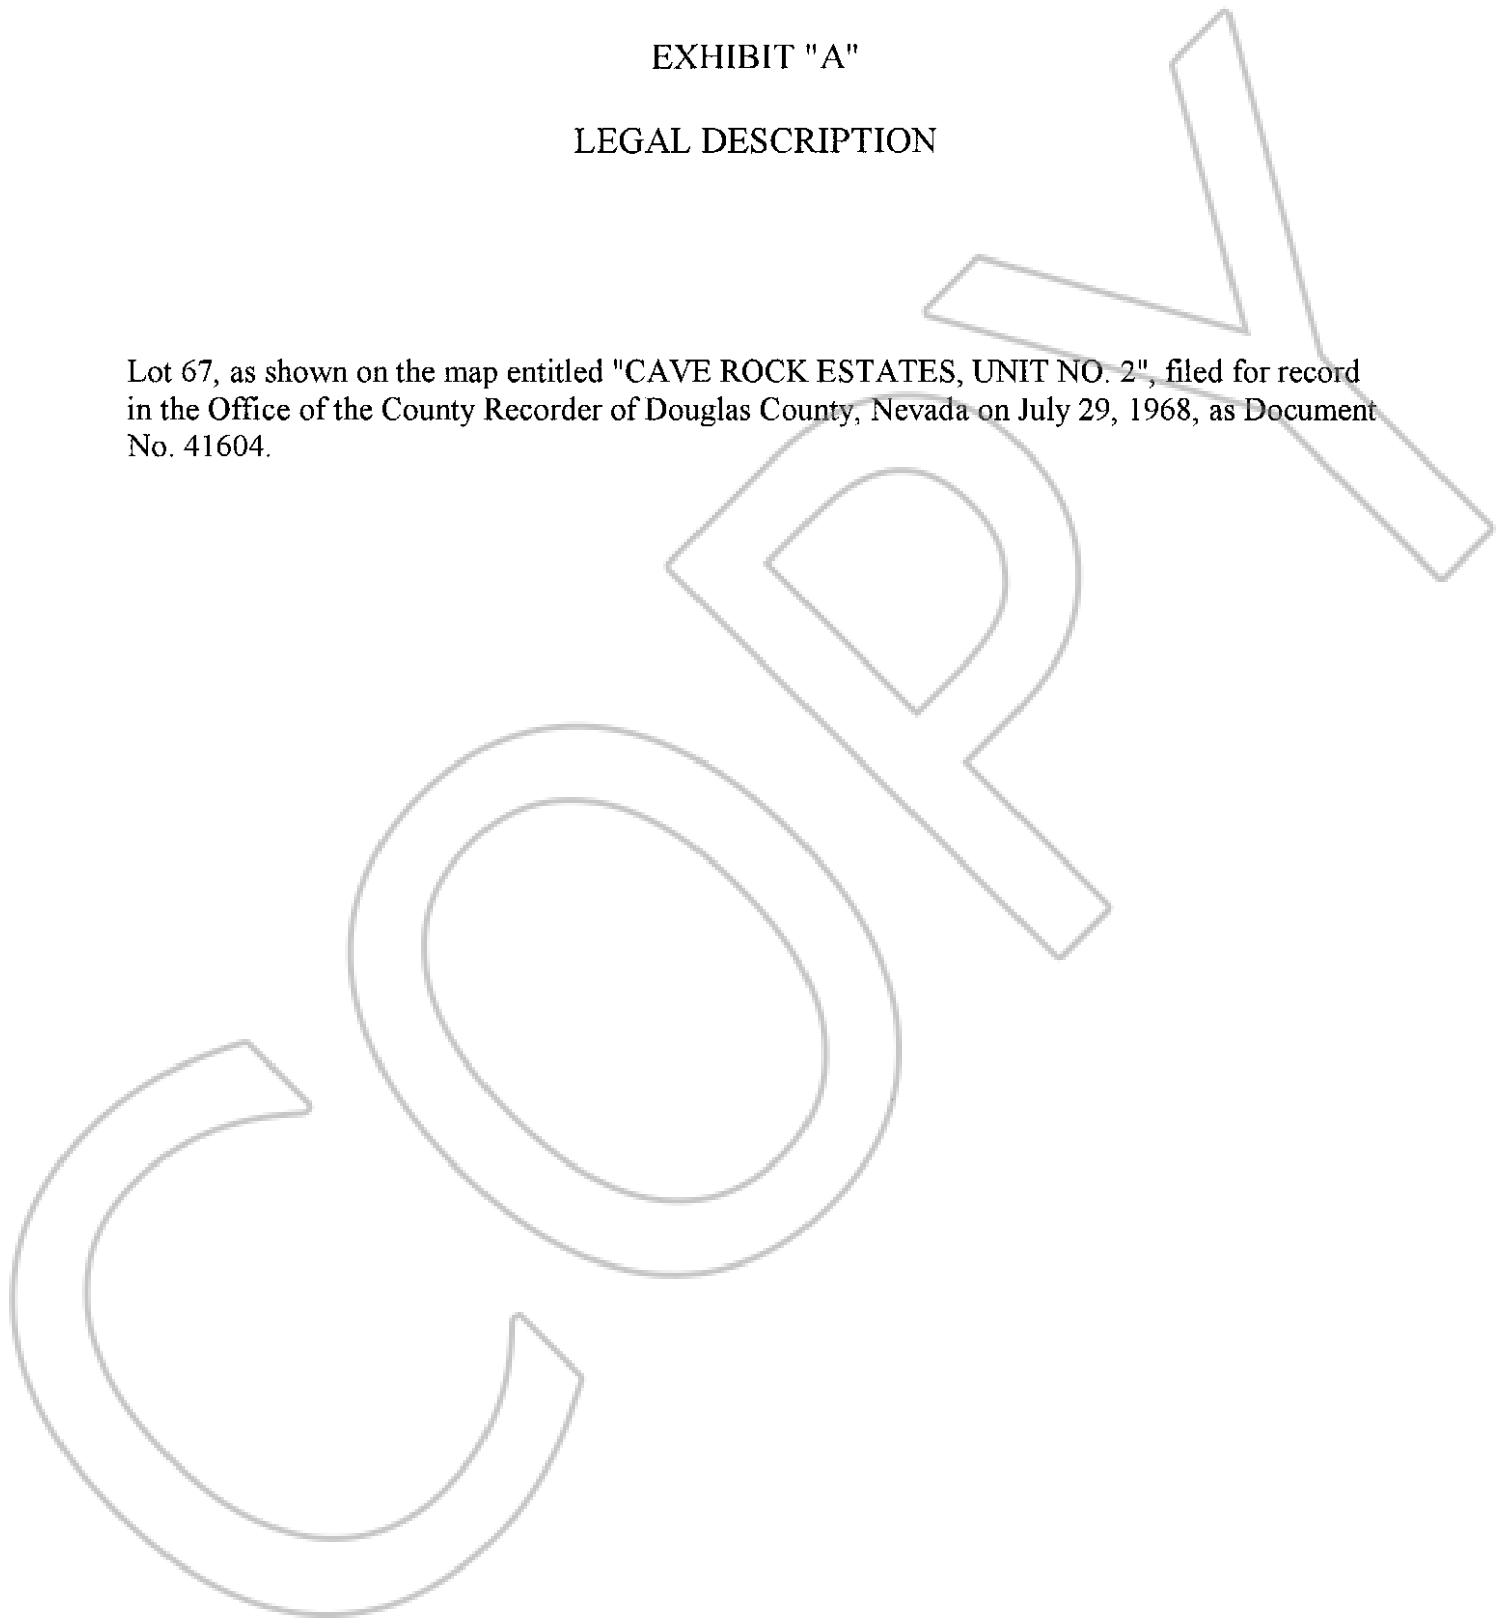 EXHIBIT "A"
LEGAL DESCRIPTION
Lot 67, as shown on the map entitled "CAVE ROCK ESTATES, UNIT NO. 2", filed for record
in the Office of the County Recorder of Douglas County, Nevada on July 29, 1968, as Document
No. 41604.
COPY